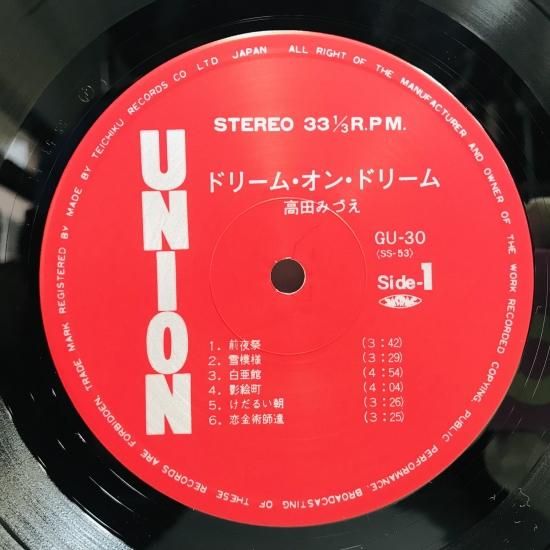 MADE BY TEICHIKU RECORDS CO LTD JAPAN ALL RIGHT OF THE MANUFACTURER AND OWNER OF THE WORK RECORDED COPYING, PUBLIC PERFORMANCE, BROADCASTING OF THESE RECORDS ARE FORBIDDEN, TRADE MARK REGISTERED
STEREO 33 1/3 R.P.M.
UNION
ドリーム・オン・ドリーム
高田みづえ
GU-30
(SS-53)
Side-1
1. 前夜祭 (3:42)
2. 雪模様 (3:29)
3. 白亜館 (4:54)
4. 影絵町 (4:04)
5. けだるい朝 (3:26)
6. 恋金術師達 (3:25)